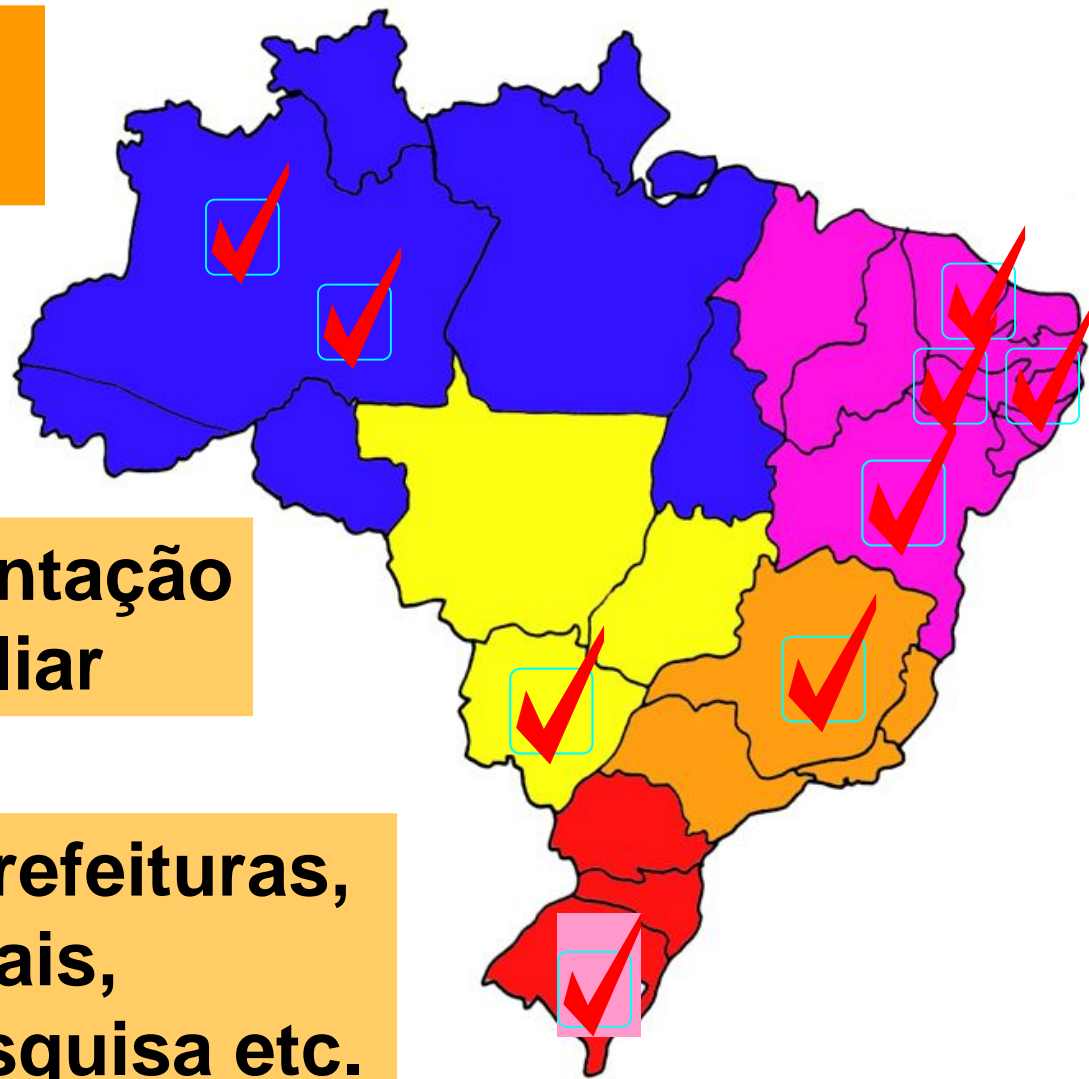 ntação
liar
refeituras,
ais,
squisa etc.